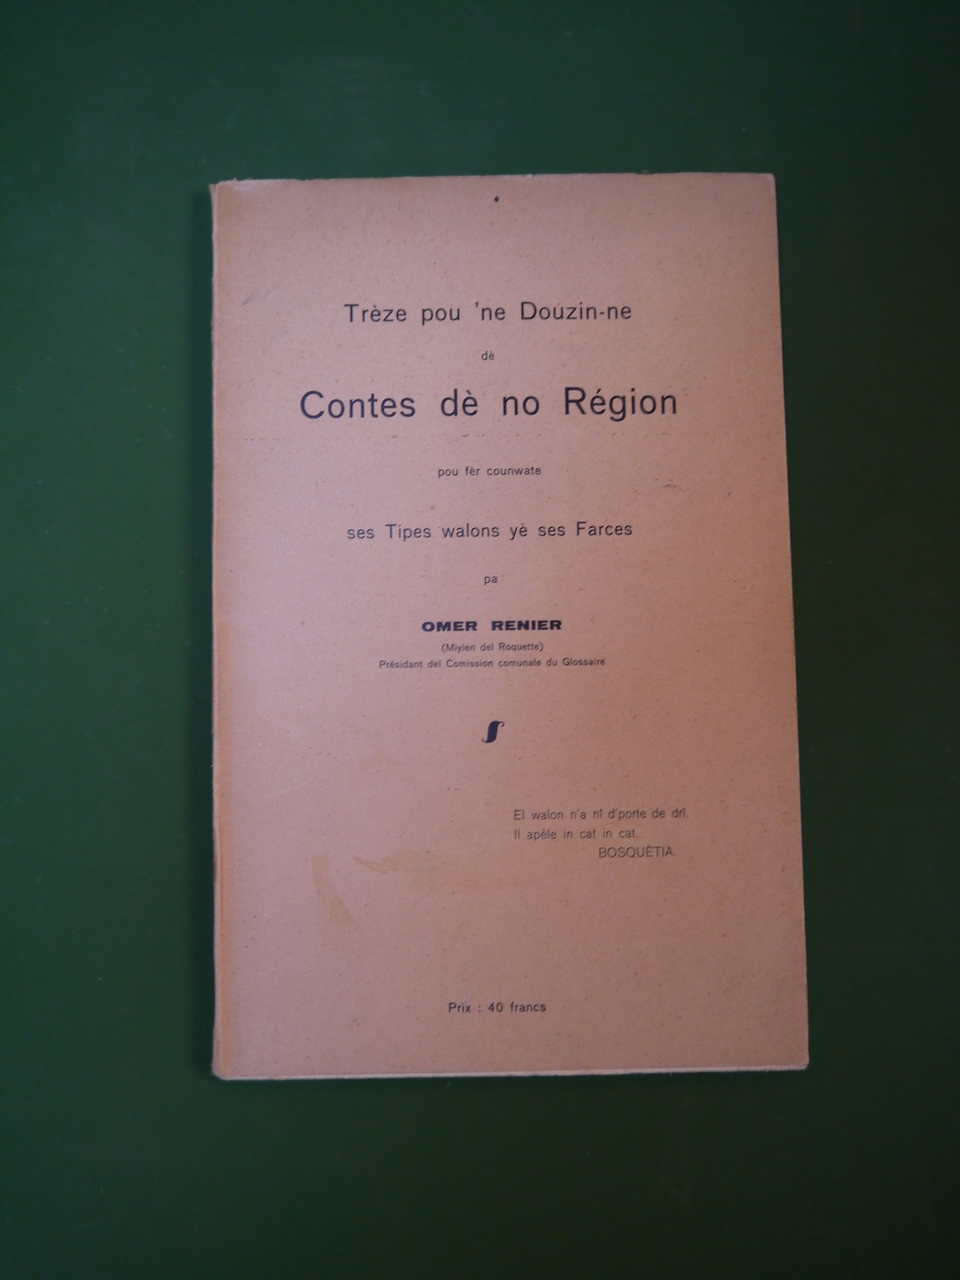 Trèze pou 'ne Douzin-ne
dè
Contes dè no Région
pou fèr counwate
ses Tipes walons yè ses Farces
pa
OMER RENIER
(Miyien del Roquette)
Présidant del Comission comunale du Glossaire
El walon n'a nî d'porte de drî.
Il apèle in cat in cat.
BOSQUÈTIA.
Prix : 40 francs